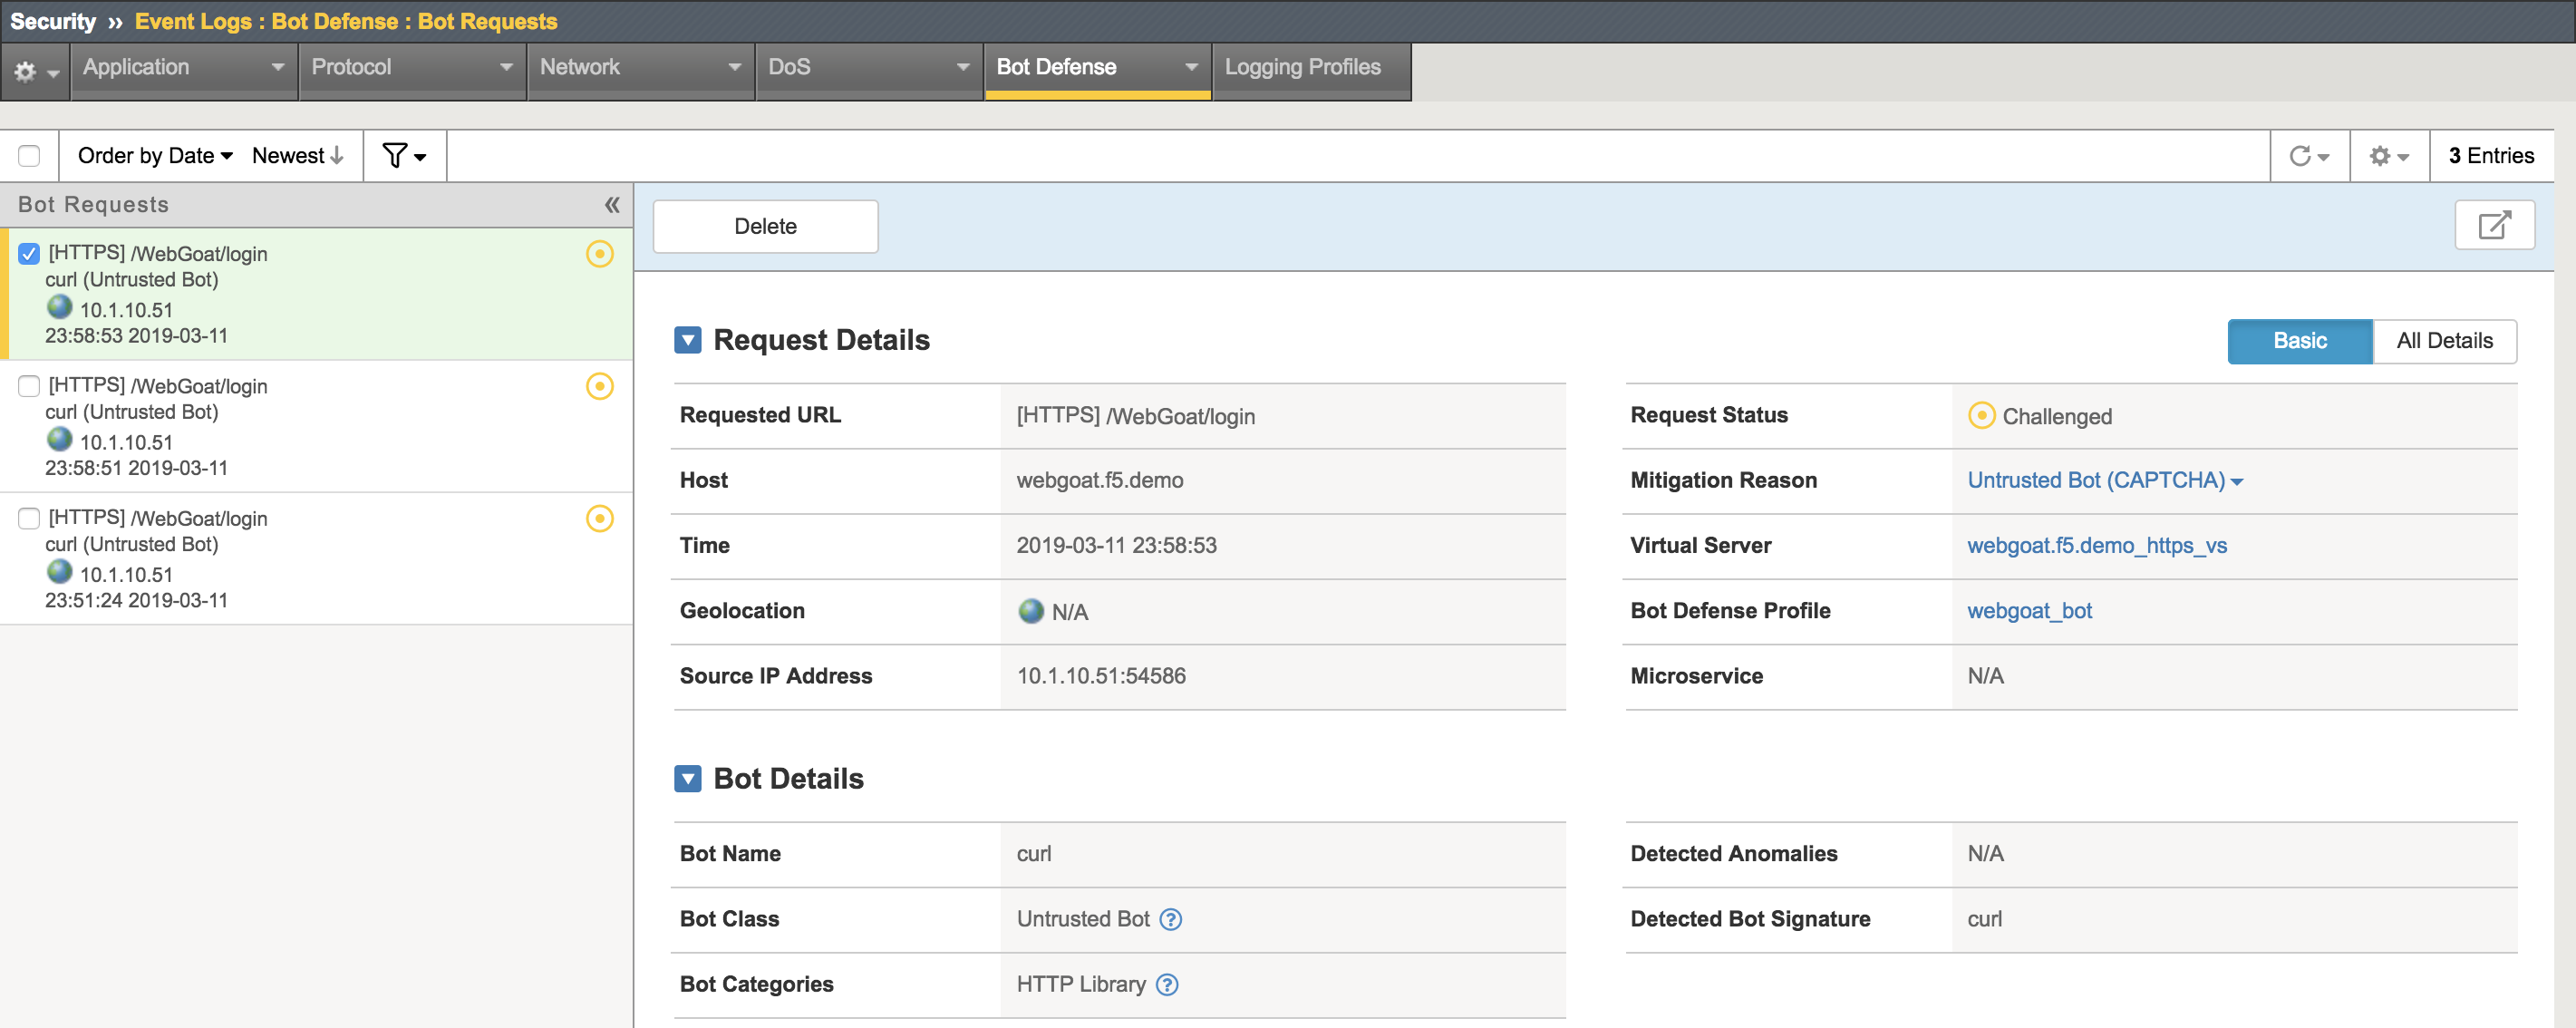 Security ›› Event Logs : Bot Defense : Bot Requests
Application Protocol Network DoS Bot Defense Logging Profiles
Order by Date Newest 3 Entries
Bot Requests «
Delete
[HTTPS] /WebGoat/login
curl (Untrusted Bot)
10.1.10.51
23:58:53 2019-03-11
[HTTPS] /WebGoat/login
curl (Untrusted Bot)
10.1.10.51
23:58:51 2019-03-11
[HTTPS] /WebGoat/login
curl (Untrusted Bot)
10.1.10.51
23:51:24 2019-03-11
Request Details
Basic All Details
Requested URL [HTTPS] /WebGoat/login
Host webgoat.f5.demo
Time 2019-03-11 23:58:53
Geolocation N/A
Source IP Address 10.1.10.51:54586
Request Status Challenged
Mitigation Reason Untrusted Bot (CAPTCHA)
Virtual Server webgoat.f5.demo_https_vs
Bot Defense Profile webgoat_bot
Microservice N/A
Bot Details
Bot Name curl
Bot Class Untrusted Bot ?
Bot Categories HTTP Library ?
Detected Anomalies N/A
Detected Bot Signature curl